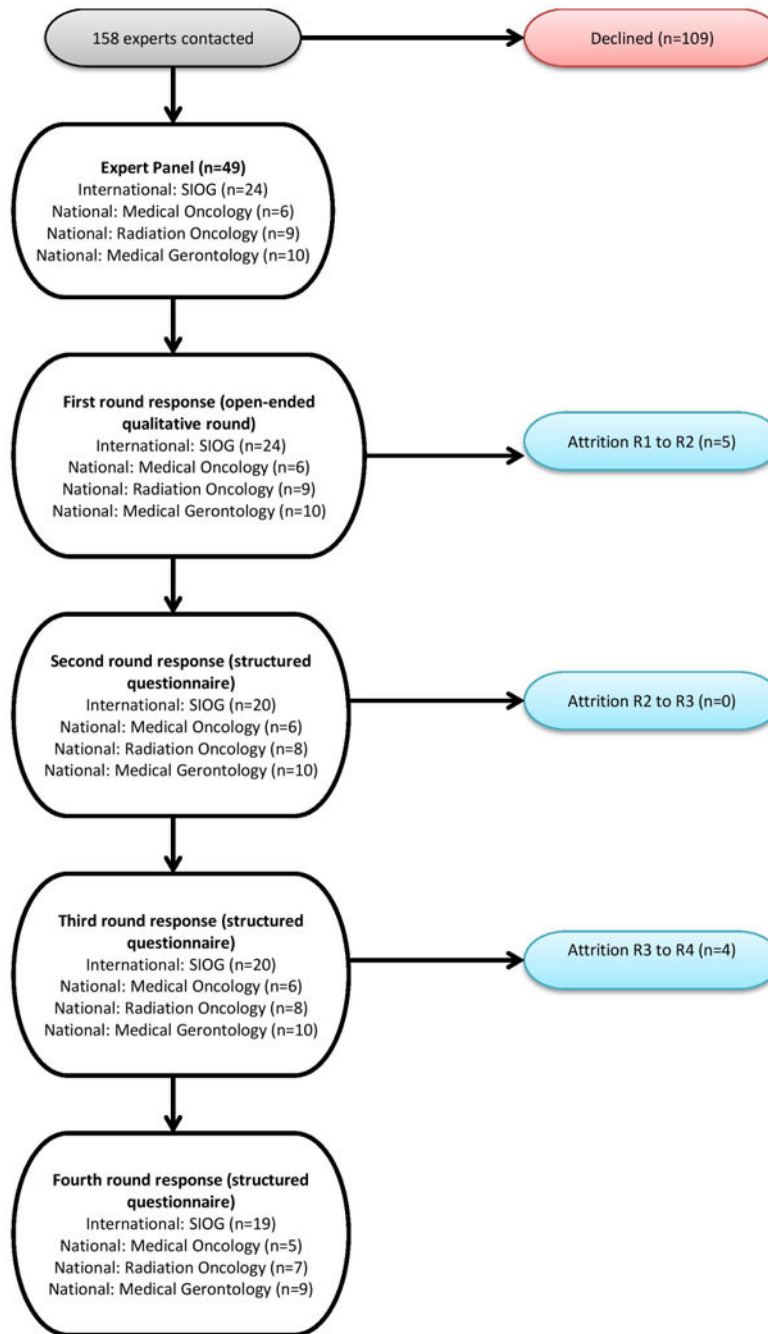 158 experts contacted
Declined (n=109)
Expert Panel (n=49)
International: SIOG (n=24)
National: Medical Oncology (n=6)
National: Radiation Oncology (n=9)
National: Medical Gerontology (n=10)
First round response (open-ended
qualitative round)
International: SIOG (n=24)
National: Medical Oncology (n=6)
National: Radiation Oncology (n=9)
National: Medical Gerontology (n=10)
Attrition R1 to R2 (n=5)
Second round response (structured
questionnaire)
International: SIOG (n=20)
National: Medical Oncology (n=6)
National: Radiation Oncology (n=8)
National: Medical Gerontology (n=10)
Attrition R2 to R3 (n=0)
Third round response (structured
questionnaire)
International: SIOG (n=20)
National: Medical Oncology (n=6)
National: Radiation Oncology (n=8)
National: Medical Gerontology (n=10)
Attrition R3 to R4 (n=4)
Fourth round response (structured
questionnaire)
International: SIOG (n=19)
National: Medical Oncology (n=5)
National: Radiation Oncology (n=7)
National: Medical Gerontology (n=9)